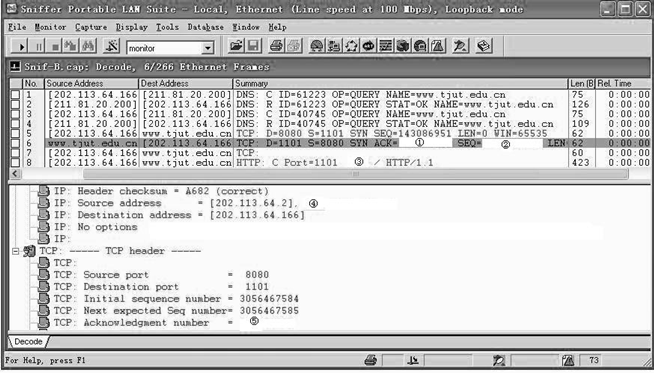 Sniffer Portable LAN Suite - Local, Ethernet (Line speed at 100 Mbps), Loopback mode
File Monitor Capture Display Tools Database Window Help
monitor
Snif-B.cap: Decode, 6/266 Ethernet Frames
No. Source Address Dest Address Summary Len (B Rel. Time
1 [202.113.64.166 [211.81.20.200] DNS: C ID=61223 OP=QUERY NAME=www.tjut.edu.cn 75 0:00:00
2 [211.81.20.200] [202.113.64.166 DNS: R ID=61223 OP=QUERY STAT=OK NAME=www.tjut.edu.cn 126 0:00:00
3 [202.113.64.166 [211.81.20.200] DNS: C ID=40745 OP=QUERY NAME=www.tjut.edu.cn 75 0:00:00
4 [211.81.20.200] [202.113.64.166 DNS: R ID=40745 OP=QUERY STAT=OK NAME=www.tjut.edu.cn 109 0:00:00
5 [202.113.64.166 www.tjut.edu.cn TCP: D=8080 S=1101 SYN SEQ=143086951 LEN=0 WIN=65535 62 0:00:00
6 www.tjut.edu.cn [202.113.64.166 TCP: D=1101 S=8080 SYN ACK= ① SEQ= ② LEN 62 0:00:00
7 [202.113.64.166 www.tjut.edu.cn TCP: 60 0:00:00
8 [202.113.64.166 www.tjut.edu.cn HTTP: C Port=1101 ③ / HTTP/1.1 423 0:00:00
IP: Header checksum = A682 (correct)
IP: Source address = [202.113.64.2], ④
IP: Destination address = [202.113.64.166]
IP: No options
IP:
TCP: ----- TCP header -----
TCP:
TCP: Source port = 8080
TCP: Destination port = 1101
TCP: Initial sequence number = 3056467584
TCP: Next expected Seq number= 3056467585
TCP: Acknowledgment number = ⑤
Decode
For Help, press F1
73